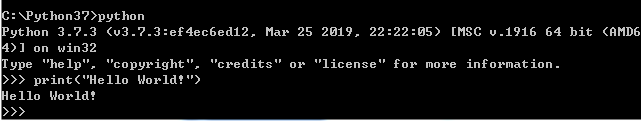 C:\Python37>python
Python 3.7.3 (v3.7.3:ef4ec6ed12, Mar 25 2019, 22:22:05) [MSC v.1916 64 bit (AMD6
4)] on win32
Type "help", "copyright", "credits" or "license" for more information.
>>> print("Hello World!")
Hello World!
>>>